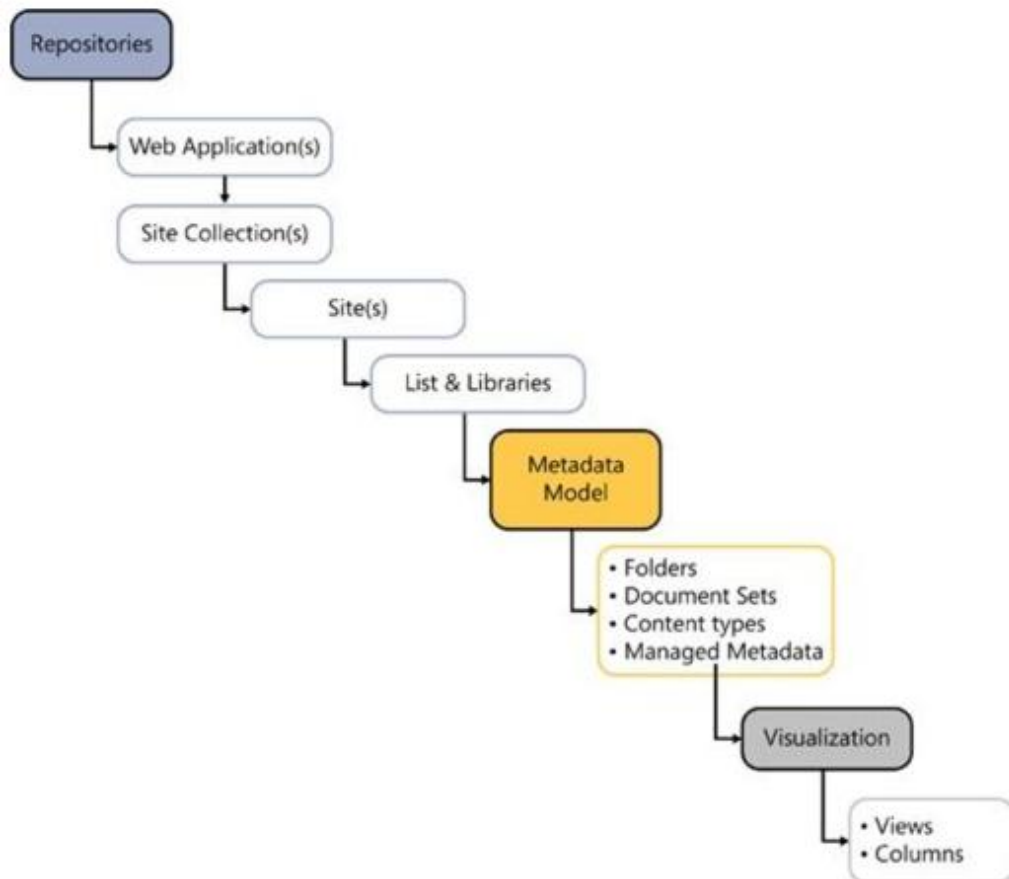 Repositories
Web Application(s)
Site Collection(s)
Site(s)
List & Libraries
Metadata
Model
• Folders
• Document Sets
• Content types
• Managed Metadata
Visualization
• Views
• Columns